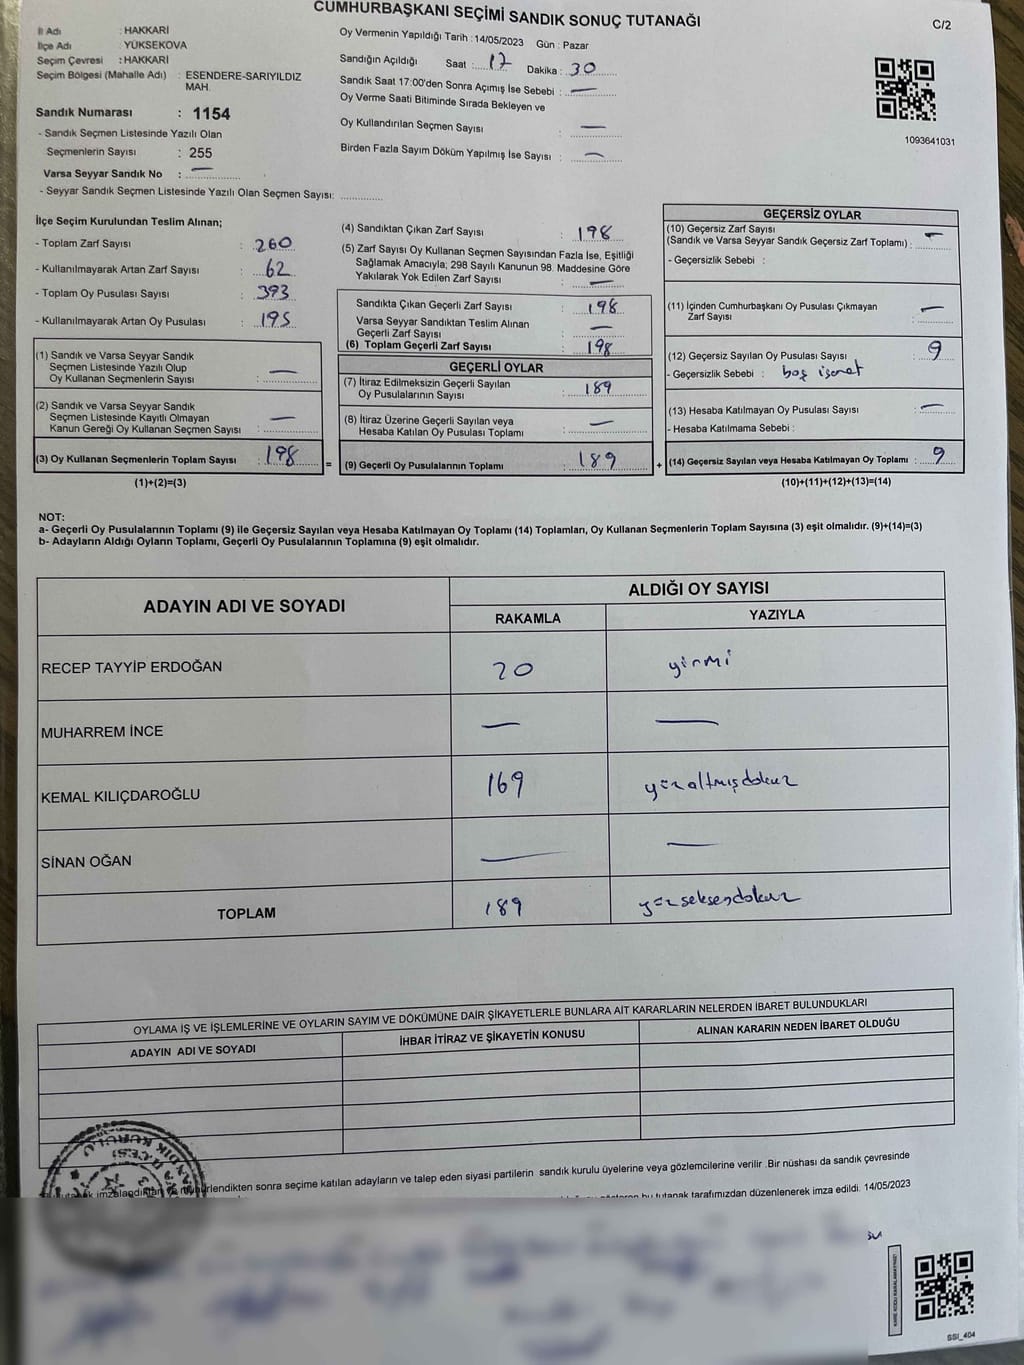 CUMHURBAŞKANI SEÇİMİ SANDIK SONUÇ TUTANAĞI
C/2
İl Adı : HAKKARİ
İlçe Adı : YÜKSEKOVA
Seçim Çevresi : HAKKARİ
Seçim Bölgesi (Mahalle Adı) : ESENDERE-SARIYILDIZ
MAH.
Sandık Numarası : 1154
- Sandık Seçmen Listesinde Yazılı Olan
Seçmenlerin Sayısı : 255
Varsa Seyyar Sandık No : —
- Seyyar Sandık Seçmen Listesinde Yazılı Olan Seçmen Sayısı: ............
Oy Vermenin Yapıldığı Tarih : 14/05/2023 Gün : Pazar
Sandığın Açıldığı Saat : 17 Dakika : 30
Sandık Saat 17:00'den Sonra Açımış İse Sebebi : —
Oy Verme Saati Bitiminde Sırada Bekleyen ve
Oy Kullandırılan Seçmen Sayısı : —
Birden Fazla Sayım Döküm Yapılmış İse Sayısı : —
1093641031
İlçe Seçim Kurulundan Teslim Alınan;
- Toplam Zarf Sayısı : 260
- Kullanılmayarak Artan Zarf Sayısı : 62
- Toplam Oy Pusulası Sayısı : 393
- Kullanılmayarak Artan Oy Pusulası : 195
(1) Sandık ve Varsa Seyyar Sandık
Seçmen Listesinde Yazılı Olup
Oy Kullanan Seçmenlerin Sayısı : —
(2) Sandık ve Varsa Seyyar Sandık
Seçmen Listesinde Kayıtlı Olmayan
Kanun Gereği Oy Kullanan Seçmen Sayısı : —
(3) Oy Kullanan Seçmenlerin Toplam Sayısı : 198
(1)+(2)=(3)
=
(4) Sandıktan Çıkan Zarf Sayısı : 198
(5) Zarf Sayısı Oy Kullanan Seçmen Sayısından Fazla İse, Eşitliği
Sağlamak Amacıyla; 298 Sayılı Kanunun 98. Maddesine Göre
Yakılarak Yok Edilen Zarf Sayısı : —
Sandıkta Çıkan Geçerli Zarf Sayısı : 198
Varsa Seyyar Sandıktan Teslim Alınan
Geçerli Zarf Sayısı : —
(6) Toplam Geçerli Zarf Sayısı : 198
GEÇERLİ OYLAR
(7) İtiraz Edilmeksizin Geçerli Sayılan
Oy Pusulalarının Sayısı : 189
(8) İtiraz Üzerine Geçerli Sayılan veya
Hesaba Katılan Oy Pusulası Toplamı : —
(9) Geçerli Oy Pusulalarının Toplamı : 189
+
GEÇERSİZ OYLAR
(10) Geçersiz Zarf Sayısı
(Sandık ve Varsa Seyyar Sandık Geçersiz Zarf Toplamı) : —
- Geçersizlik Sebebi :
(11) İçinden Cumhurbaşkanı Oy Pusulası Çıkmayan
Zarf Sayısı : —
(12) Geçersiz Sayılan Oy Pusulası Sayısı : 9
- Geçersizlik Sebebi : boş işaret
(13) Hesaba Katılmayan Oy Pusulası Sayısı : —
- Hesaba Katılmama Sebebi :
(14) Geçersiz Sayılan veya Hesaba Katılmayan Oy Toplamı : 9
(10)+(11)+(12)+(13)=(14)
NOT:
a- Geçerli Oy Pusulalarının Toplamı (9) ile Geçersiz Sayılan veya Hesaba Katılmayan Oy Toplamı (14) Toplamları, Oy Kullanan Seçmenlerin Toplam Sayısına (3) eşit olmalıdır. (9)+(14)=(3)
b- Adayların Aldığı Oyların Toplamı, Geçerli Oy Pusulalarının Toplamına (9) eşit olmalıdır.
ADAYIN ADI VE SOYADI
ALDIĞI OY SAYISI
RAKAMLA YAZIYLA
RECEP TAYYİP ERDOĞAN 20 yirmi
MUHARREM İNCE — —
KEMAL KILIÇDAROĞLU 169 yüzaltmışdokuz
SİNAN OĞAN — —
TOPLAM 189 yüzseksendokuz
OYLAMA İŞ VE İŞLEMLERİNE VE OYLARIN SAYIM VE DÖKÜMÜNE DAİR ŞİKAYETLERLE BUNLARA AİT KARARLARIN NELERDEN İBARET BULUNDUKLARI
ADAYIN ADI VE SOYADI İHBAR İTİRAZ VE ŞİKAYETİN KONUSU ALINAN KARARIN NEDEN İBARET OLDUĞU
sonra seçime katılan adayların ve talep eden siyasi partilerin sandık kurulu üyelerine veya gözlemcilerine verilir .Bir nüshası da sandık çevresinde
bu tutanak tarafımızdan düzenlenerek imza edildi. 14/05/2023
SSI_404